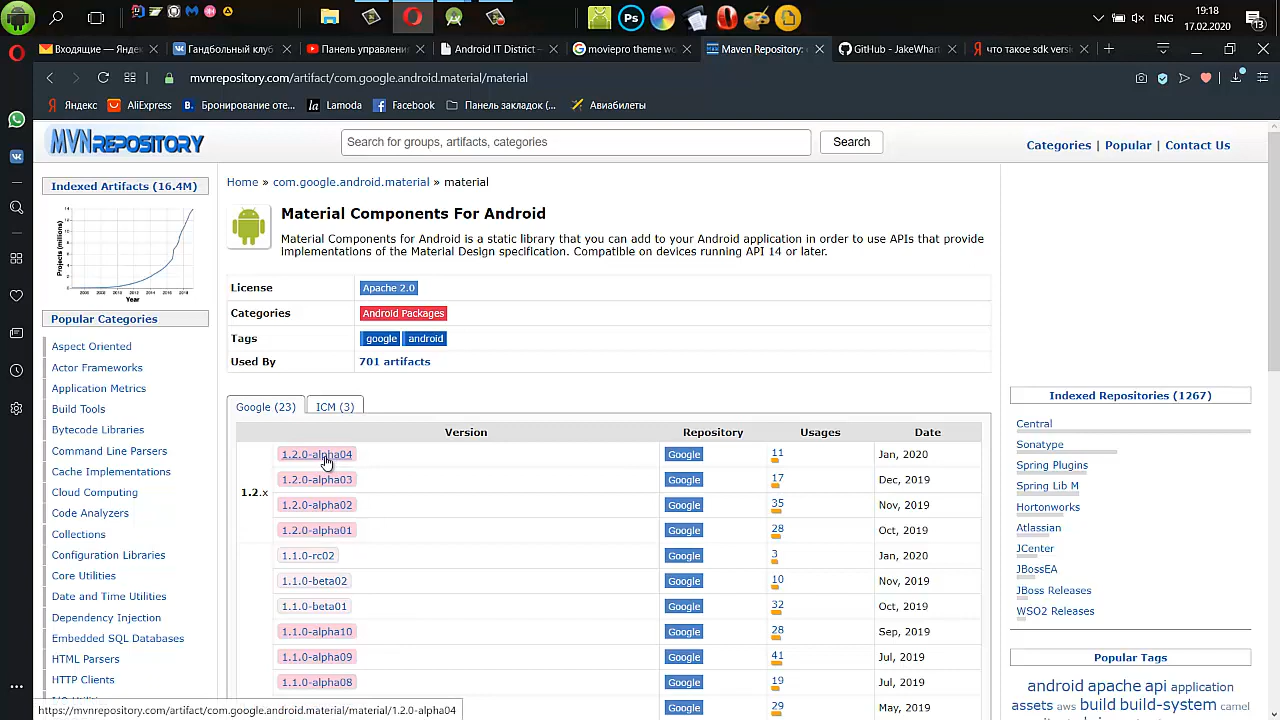 ENG
19:18
17.02.2020
13
Входящие — Янде
Гандбольный клуб
Панель управлени
Android IT District –
moviepro theme wo
Maven Repository:
GitHub - JakeWhart
что такое sdk versi
mvnrepository.com/artifact/com.google.android.material/material
Яндекс
AliExpress
Бронирование оте...
Lamoda
Facebook
Панель закладок (...
Авиабилеты
MVNREPOSITORY
Search for groups, artifacts, categories
Search
Categories | Popular | Contact Us
Indexed Artifacts (16.4M)
Projects (millions)
Year
Popular Categories
Aspect Oriented
Actor Frameworks
Application Metrics
Build Tools
Bytecode Libraries
Command Line Parsers
Cache Implementations
Cloud Computing
Code Analyzers
Collections
Configuration Libraries
Core Utilities
Date and Time Utilities
Dependency Injection
Embedded SQL Databases
HTML Parsers
HTTP Clients
Home » com.google.android.material » material
Material Components For Android
Material Components for Android is a static library that you can add to your Android application in order to use APIs that provide
implementations of the Material Design specification. Compatible on devices running API 14 or later.
License Apache 2.0
Categories Android Packages
Tags google android
Used By 701 artifacts
Google (23) ICM (3)
Version Repository Usages Date
1.2.x
1.2.0-alpha04 Google 11 Jan, 2020
1.2.0-alpha03 Google 17 Dec, 2019
1.2.0-alpha02 Google 35 Nov, 2019
1.2.0-alpha01 Google 28 Oct, 2019
1.1.0-rc02 Google 3 Jan, 2020
1.1.0-beta02 Google 10 Nov, 2019
1.1.0-beta01 Google 32 Oct, 2019
1.1.0-alpha10 Google 28 Sep, 2019
1.1.0-alpha09 Google 41 Jul, 2019
1.1.0-alpha08 Google 19 Jul, 2019
Google 29 May, 2019
Indexed Repositories (1267)
Central
Sonatype
Spring Plugins
Spring Lib M
Hortonworks
Atlassian
JCenter
JBossEA
JBoss Releases
WSO2 Releases
Popular Tags
android apache api application
assets aws build build-system camel
https://mvnrepository.com/artifact/com.google.android.material/material/1.2.0-alpha04